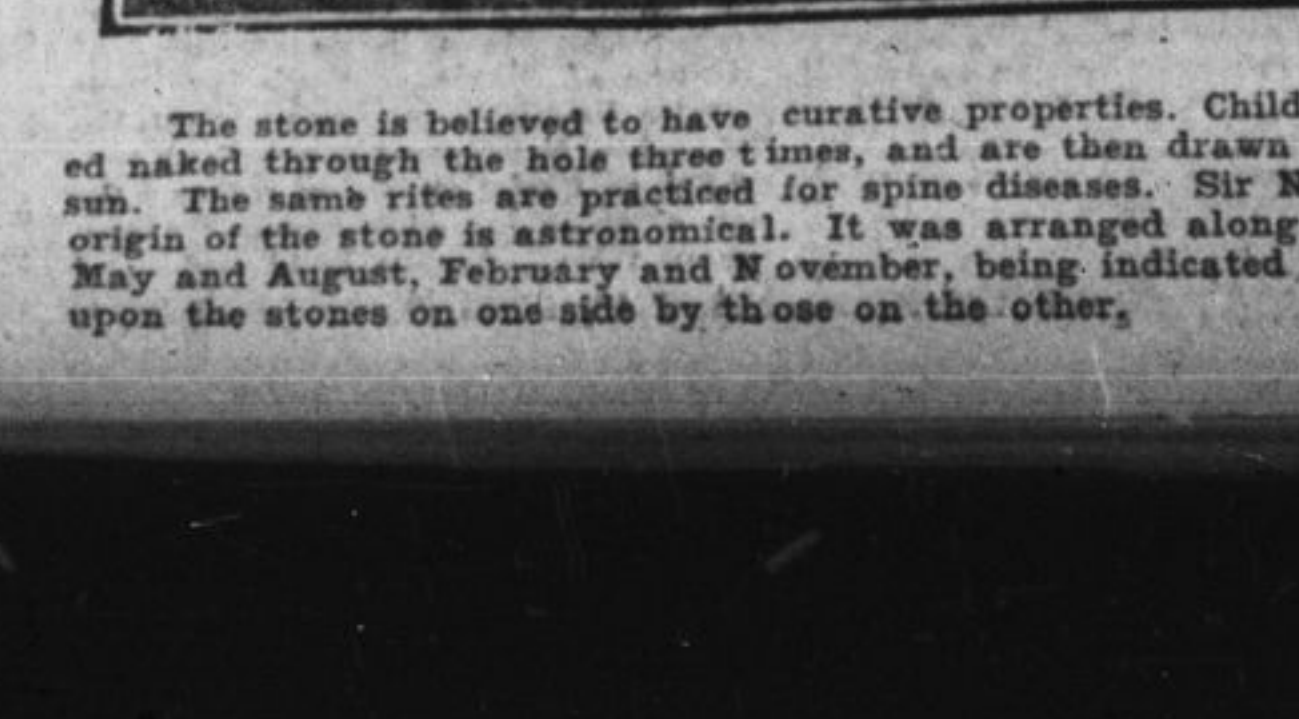 The stone is believed to have curative properties. Child
ed naked through the hole three times, and are then drawn
sun. The same rites are practiced for spine diseases. Sir N
origin of the stone is astronomical. It was arranged along
May and August, February and November, being indicated
upon the stones on one side by those on the other.